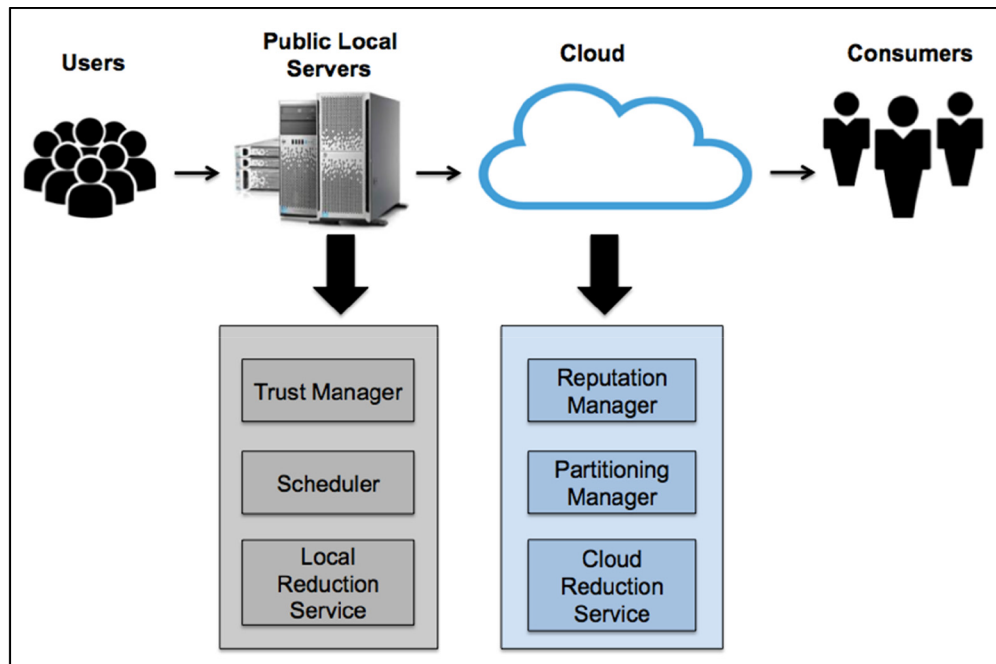 Users
Public Local
Servers
Cloud
Consumers
Trust Manager
Scheduler
Local
Reduction
Service
Reputation
Manager
Partitioning
Manager
Cloud
Reduction
Service